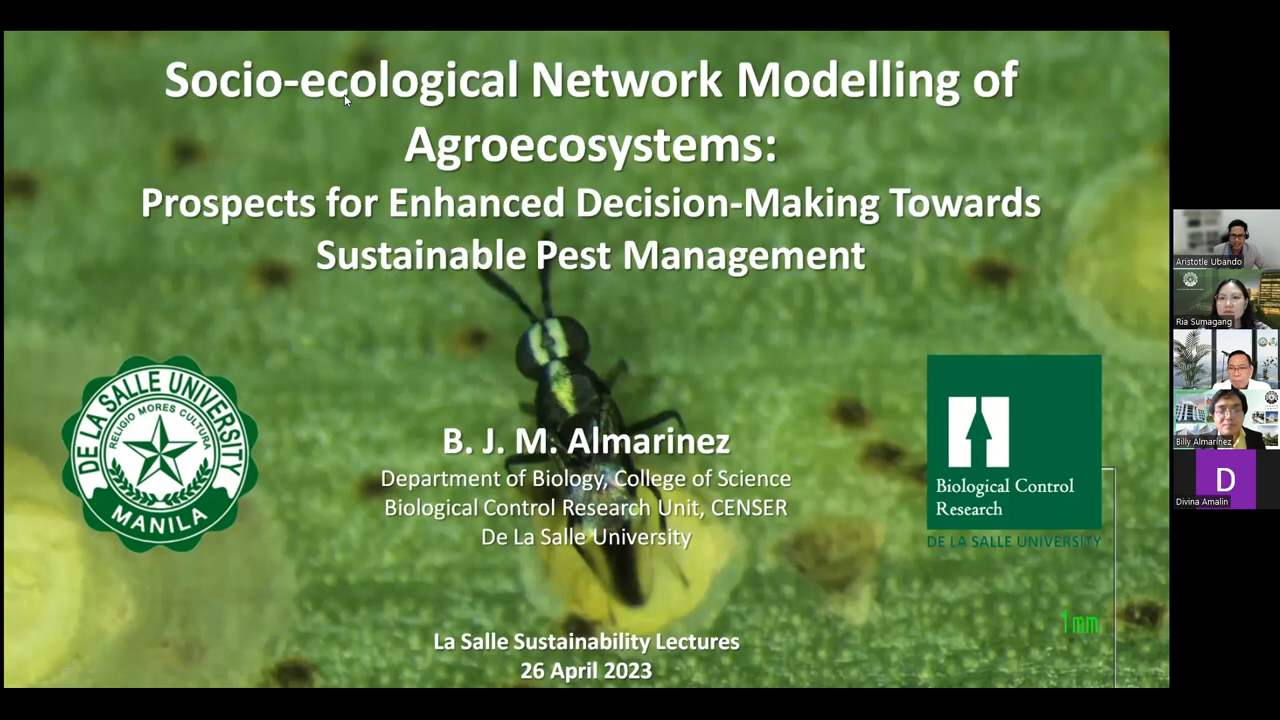 Socio-ecological Network Modelling of
Agroecosystems:
Prospects for Enhanced Decision-Making Towards
Sustainable Pest Management
DE LA SALLE UNIVERSITY
RELIGIO MORES CULTURA
MANILA
B. J. M. Almarinez
Department of Biology, College of Science
Biological Control Research Unit, CENSER
De La Salle University
Biological Control
Research
DE LA SALLE UNIVERSITY
1mm
La Salle Sustainability Lectures
26 April 2023
Aristotle Ubando
Ria Sumagang
Billy Almarinez
D
Divina Amalin